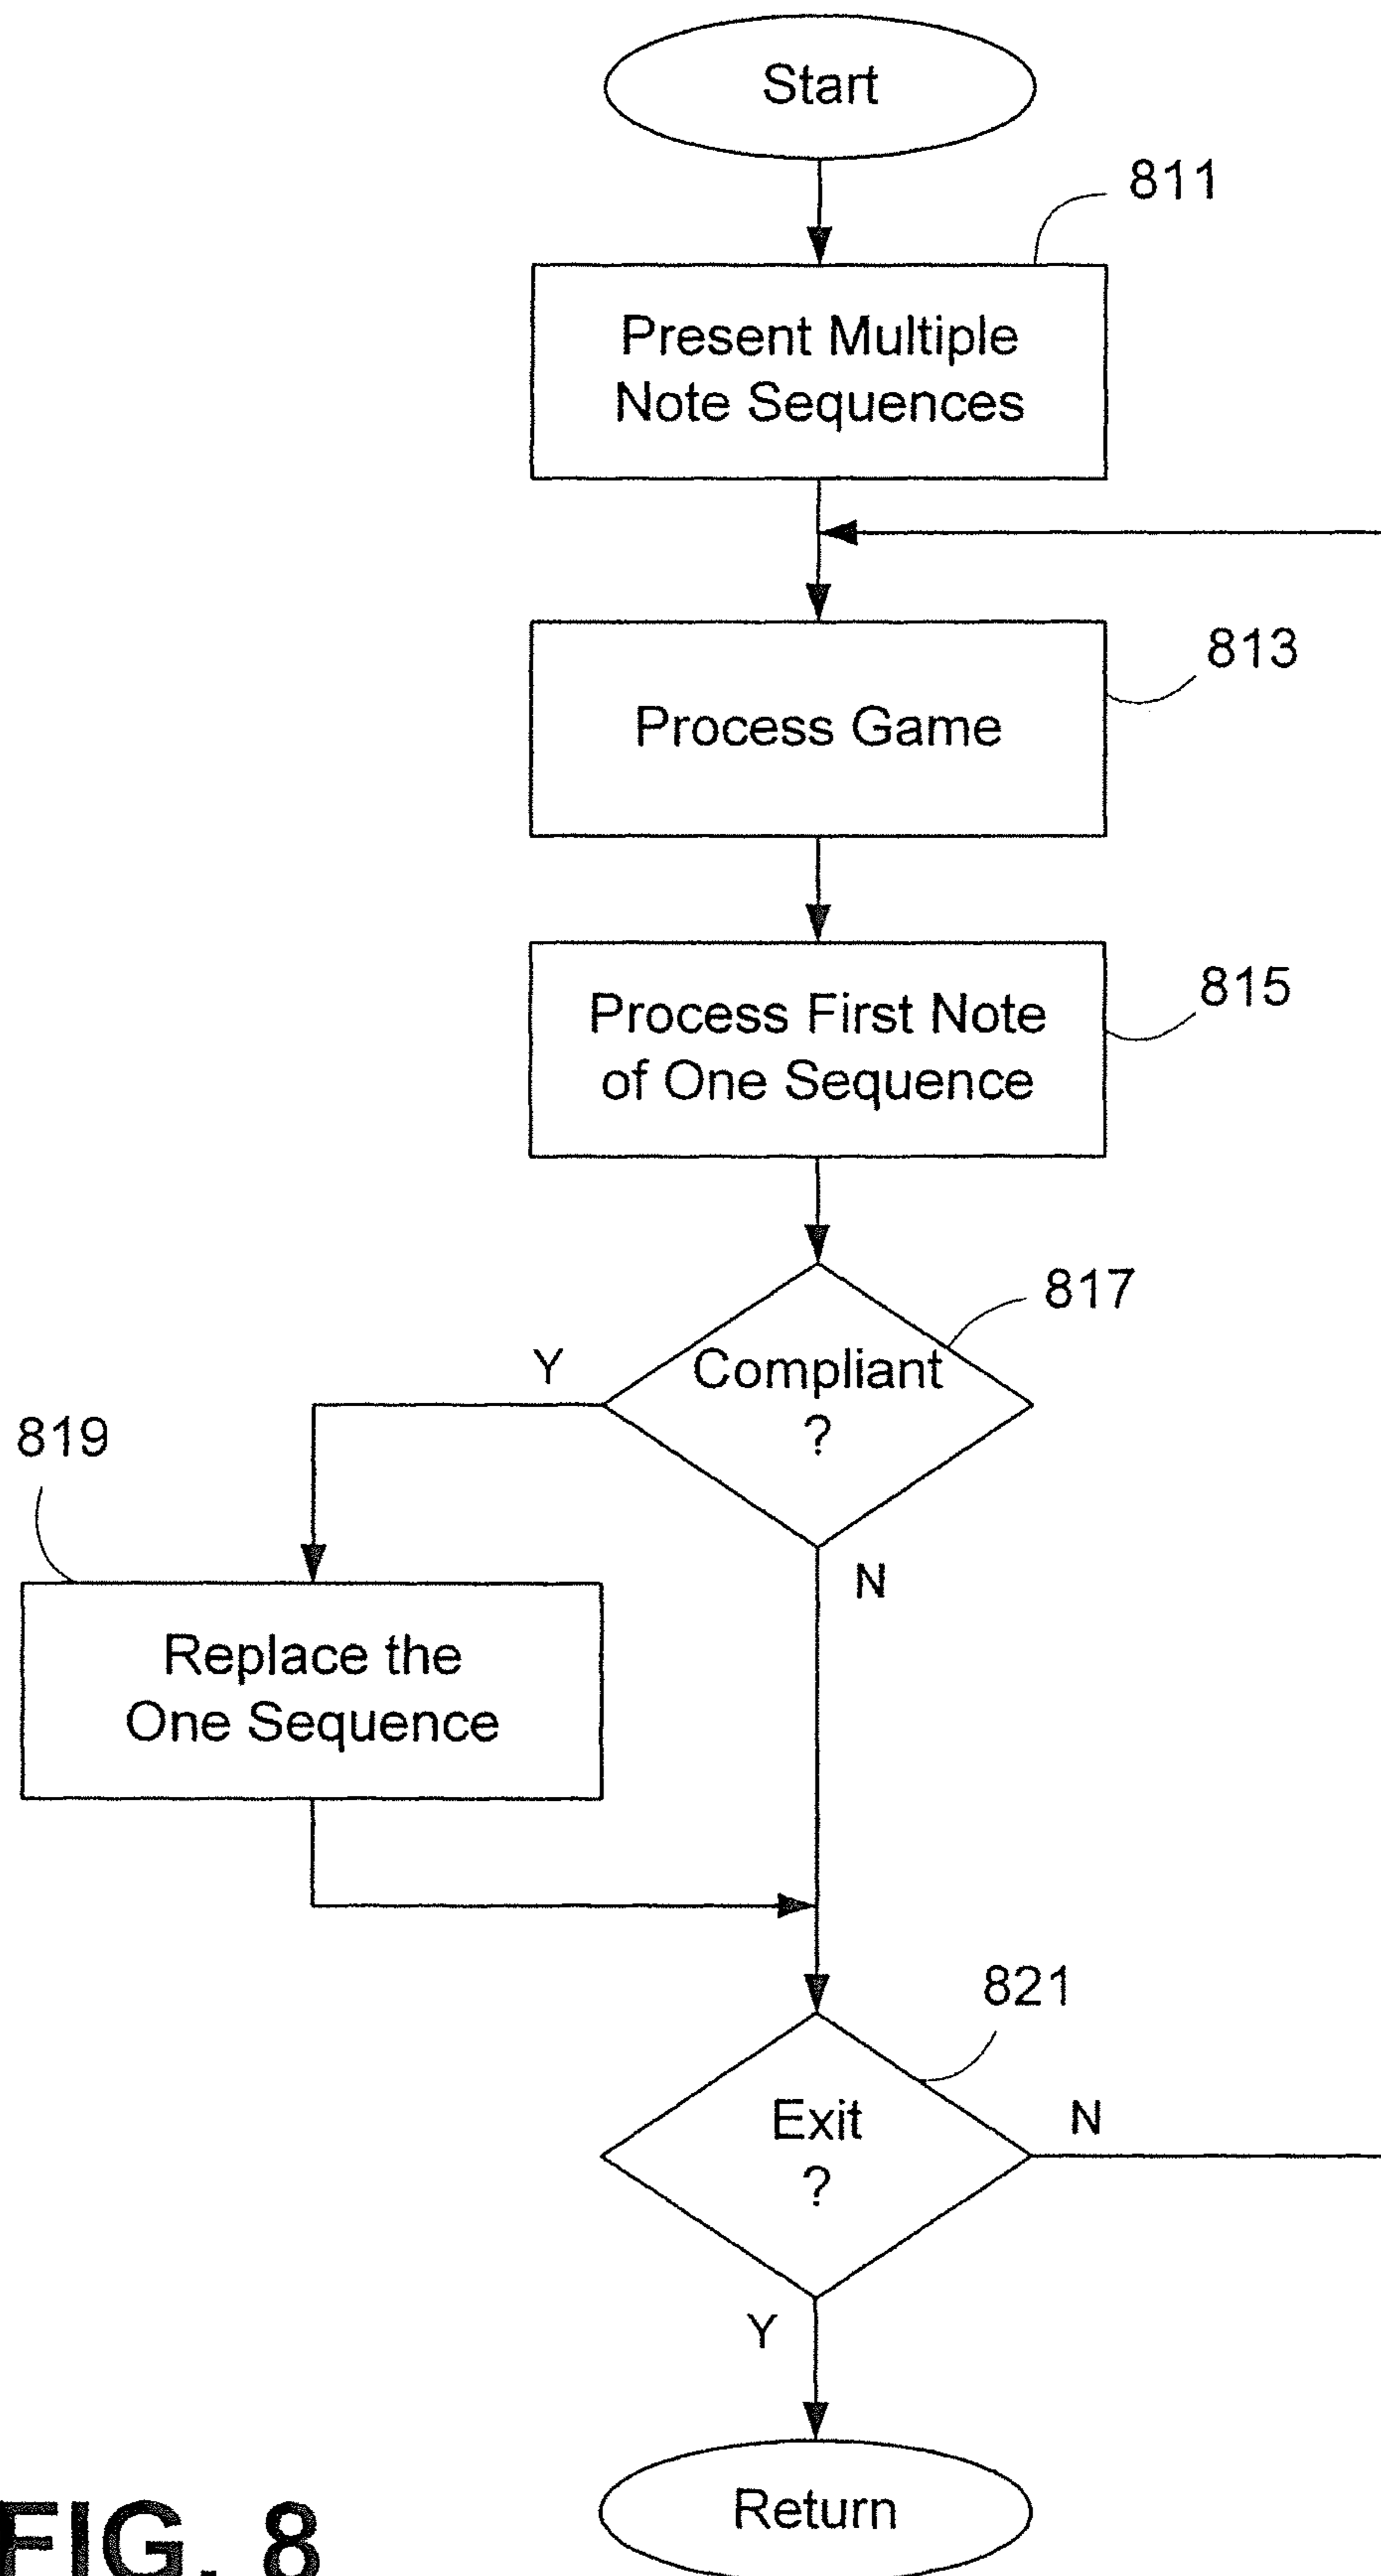 Start
811
Present Multiple
Note Sequences
813
Process Game
815
Process First Note
of One Sequence
817
Compliant
?
Y
N
819
Replace the
One Sequence
821
Exit
?
N
Y
Return
FIG. 8